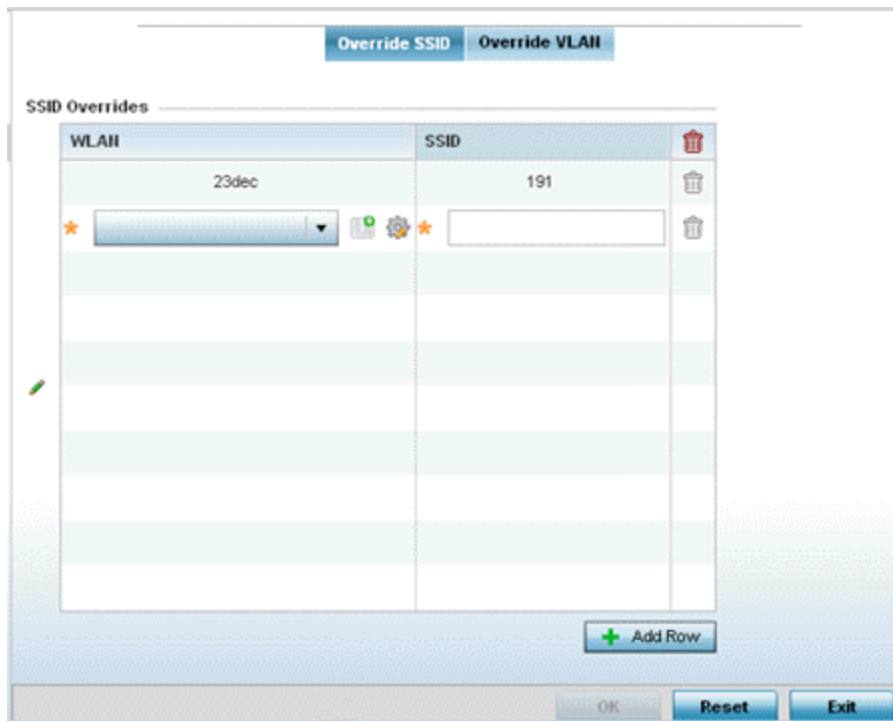 Override SSID Override VLAN
SSID Overrides
WLAN SSID
23dec 191
* *
Add Row
OK Reset Exit